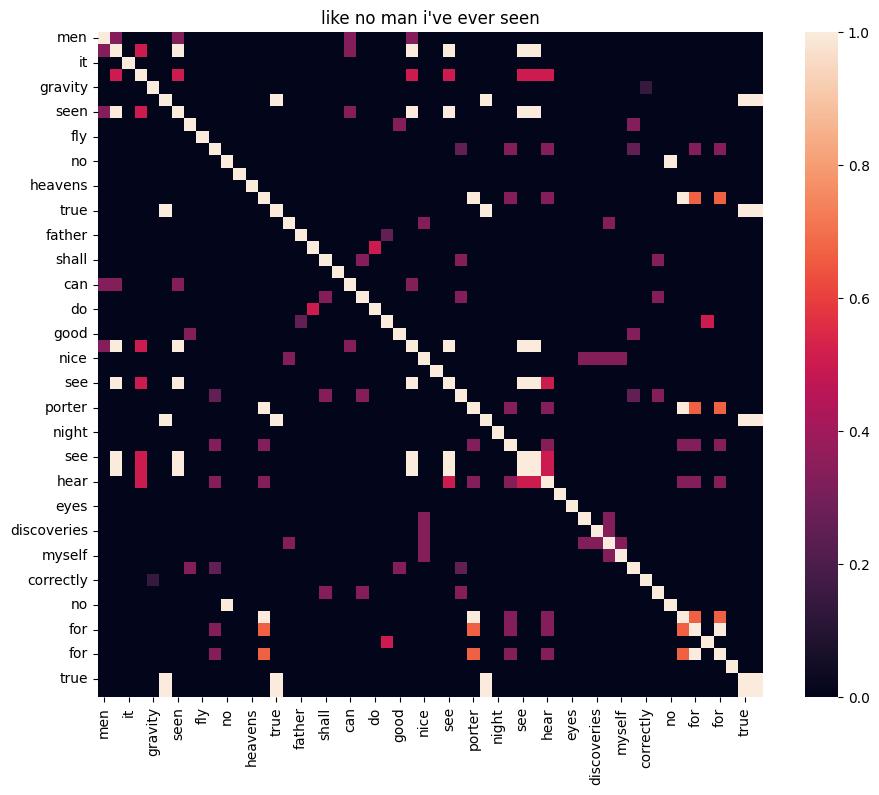 like no man i've ever seen
men
it
gravity
seen
fly
no
heavens
true
father
shall
can
do
good
nice
see
porter
night
see
hear
eyes
discoveries
myself
correctly
no
for
for
true
men
it
gravity
seen
fly
no
heavens
true
father
shall
can
do
good
nice
see
porter
night
see
hear
eyes
discoveries
myself
correctly
no
for
for
true
1.0
0.8
0.6
0.4
0.2
0.0